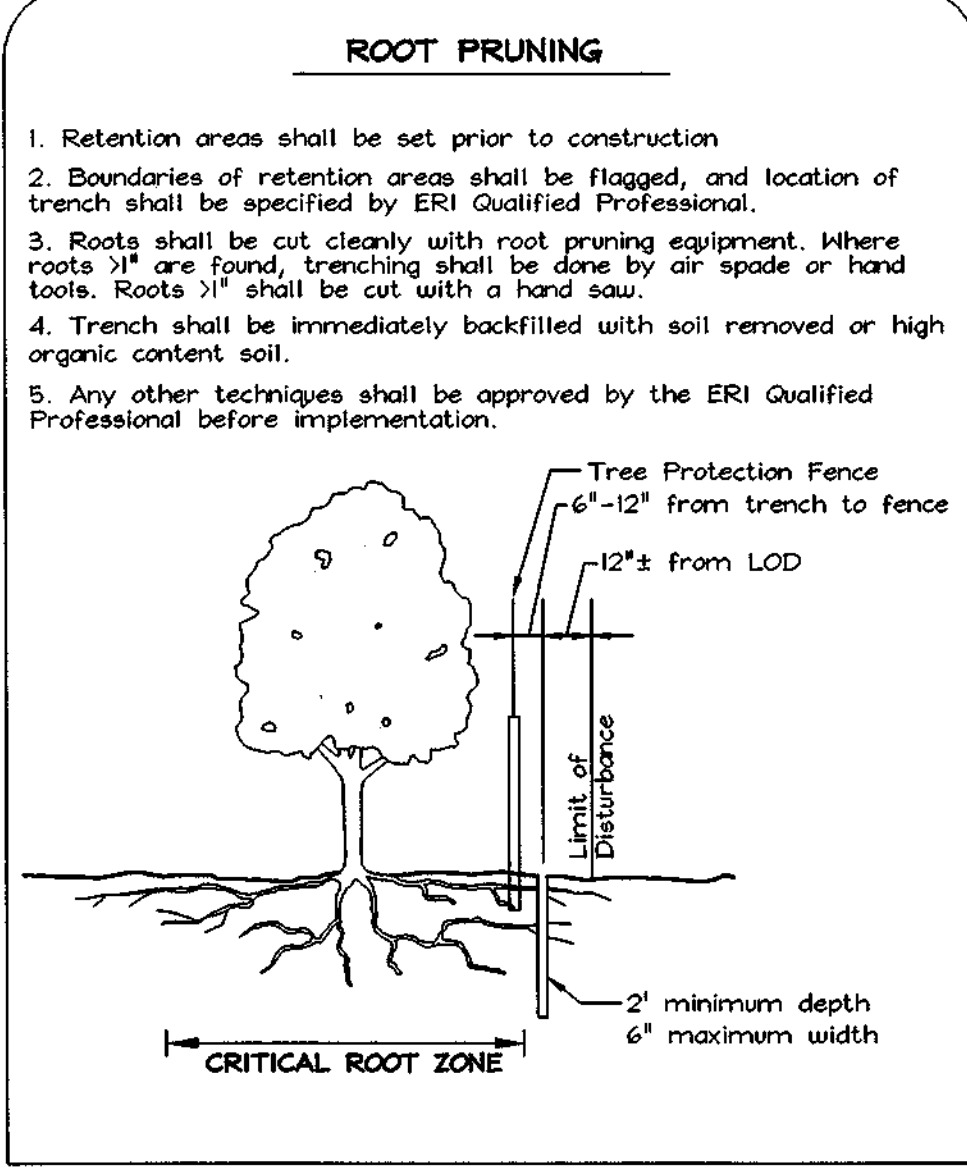 ROOT PRUNING
1. Retention areas shall be set prior to construction
2. Boundaries of retention areas shall be flagged, and location of
trench shall be specified by ERI Qualified Professional.
3. Roots shall be cut cleanly with root pruning equipment. Where
roots >1" are found, trenching shall be done by air spade or hand
tools. Roots >1" shall be cut with a hand saw.
4. Trench shall be immediately backfilled with soil removed or high
organic content soil.
5. Any other techniques shall be approved by the ERI Qualified
Professional before implementation.
Tree Protection Fence
6"-12" from trench to fence
12"± from LOD
Limit of
Disturbance
2' minimum depth
6" maximum width
CRITICAL ROOT ZONE